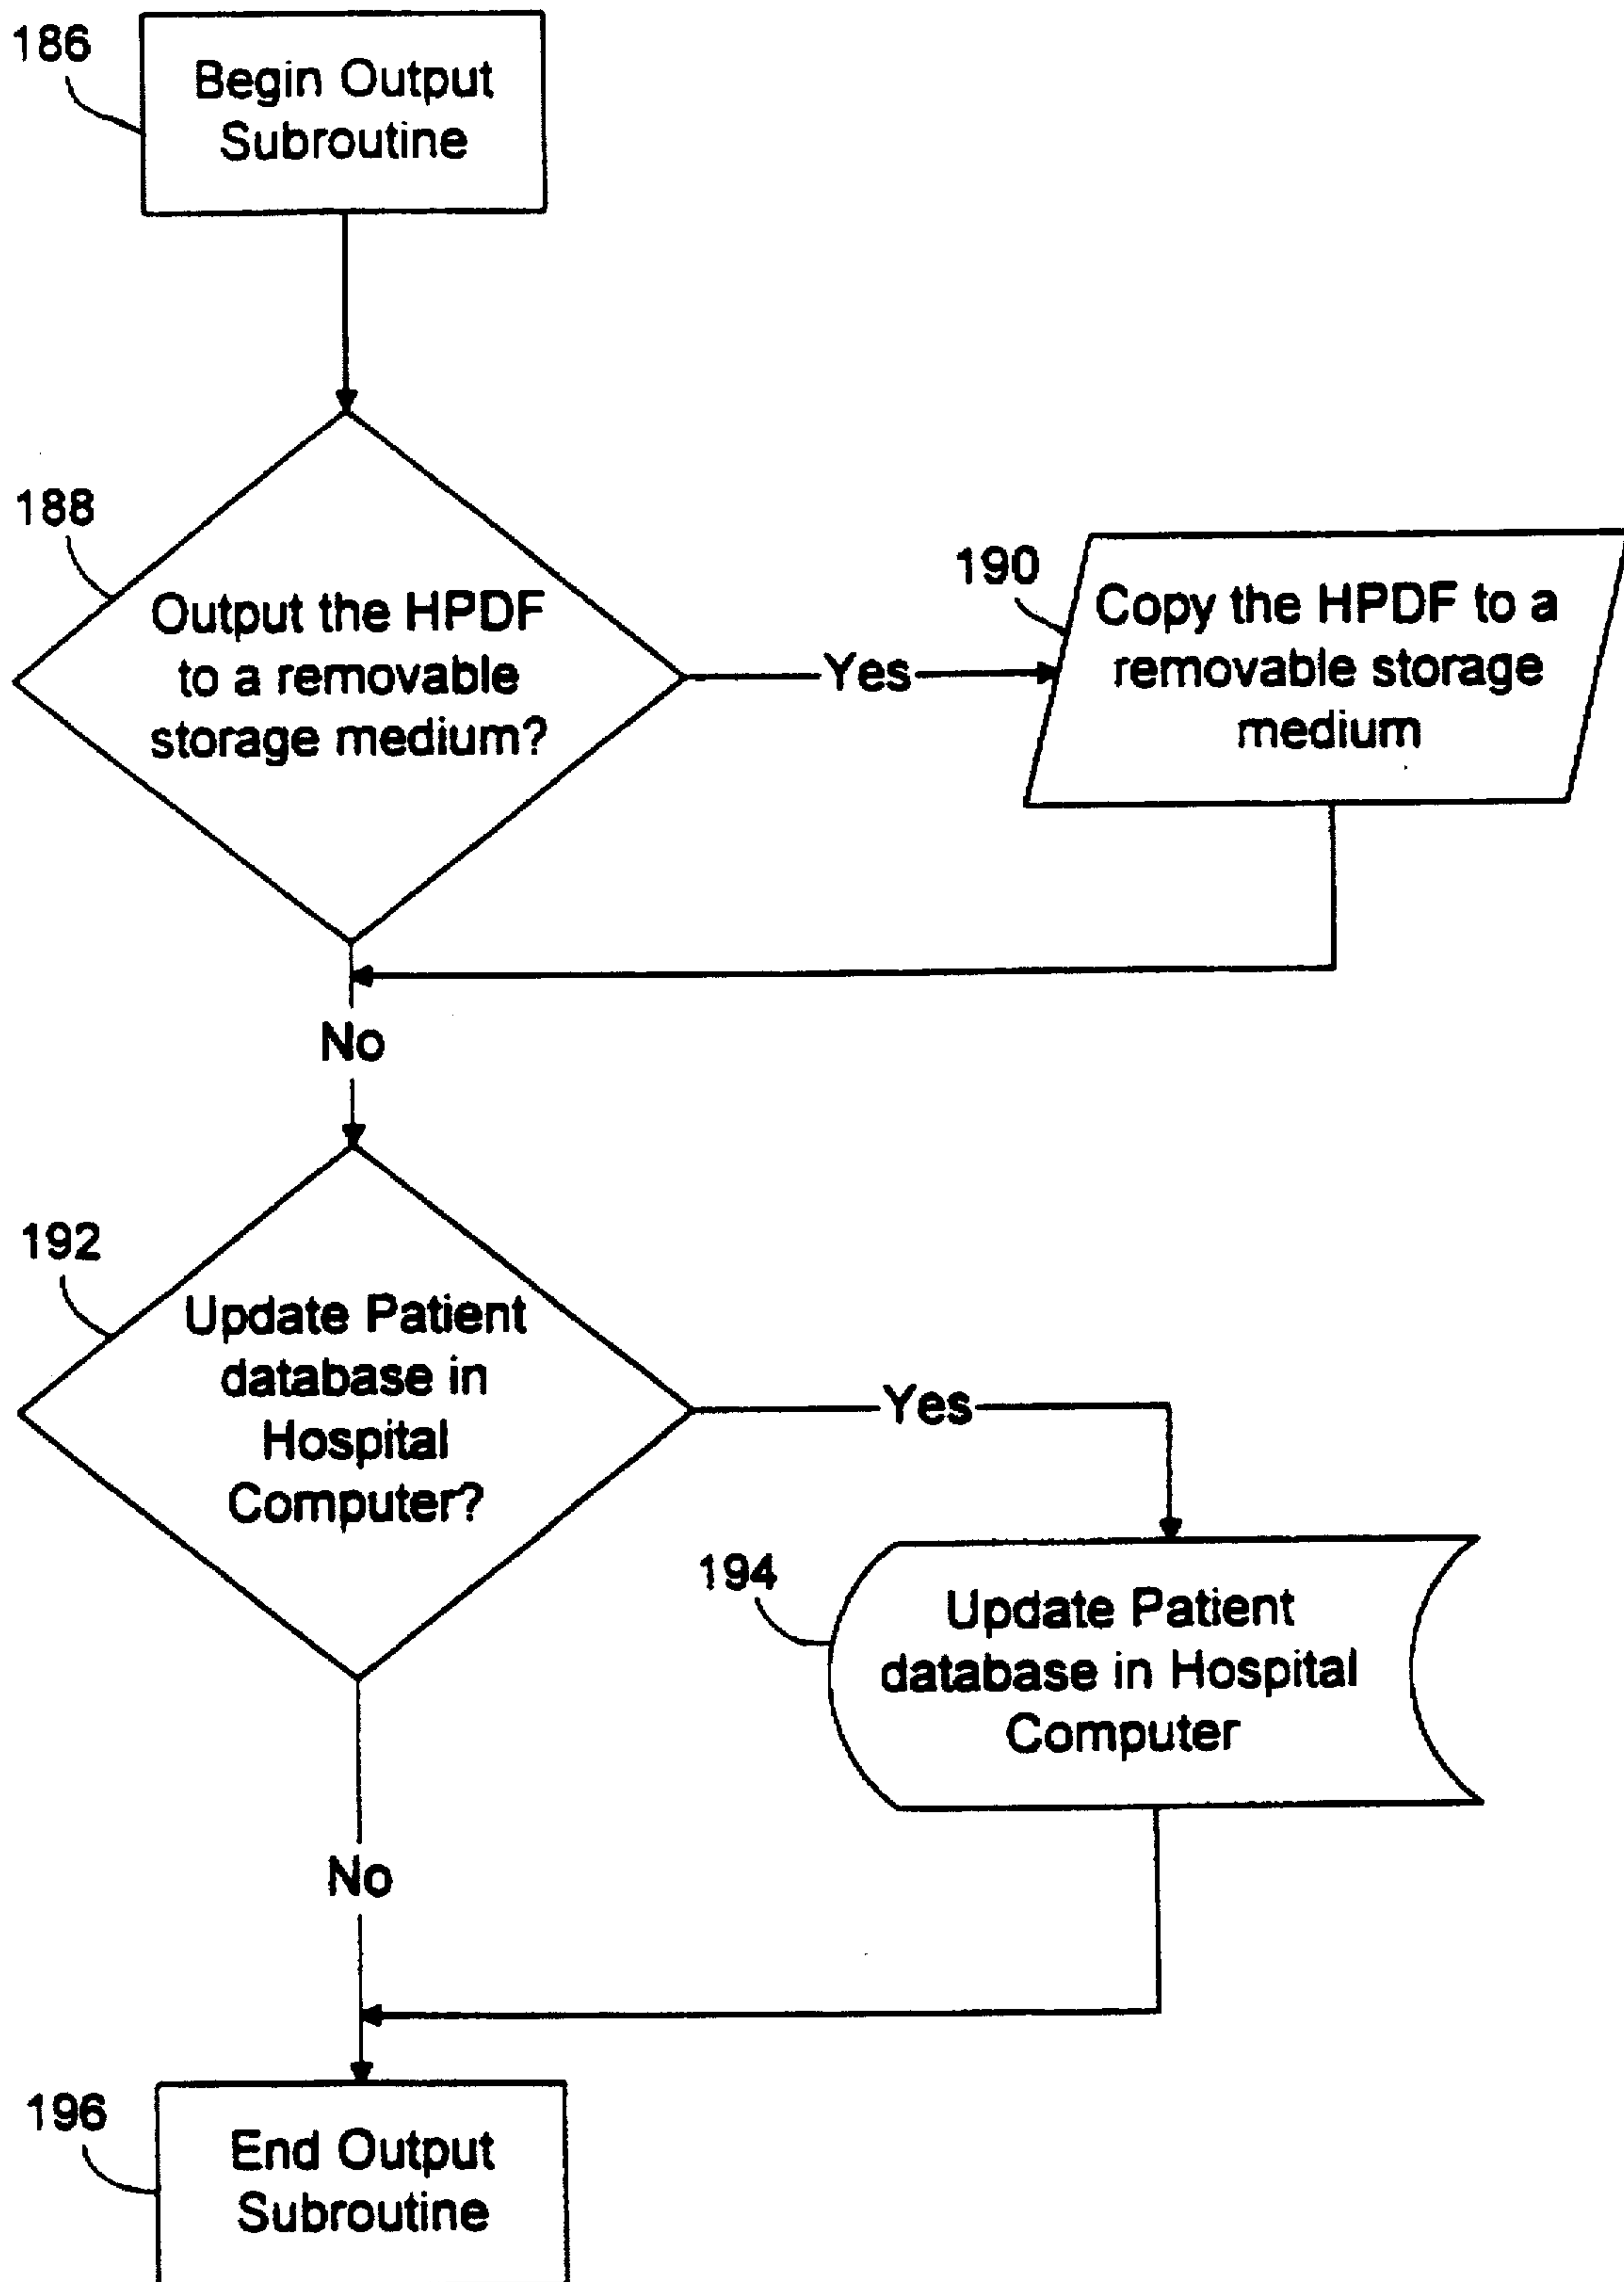 186
Begin Output
Subroutine
188
Output the HPDF
to a removable
storage medium?
Yes
190
Copy the HPDF to a
removable storage
medium
No
192
Update Patient
database in
Hospital
Computer?
Yes
194
Update Patient
database in Hospital
Computer
No
196
End Output
Subroutine